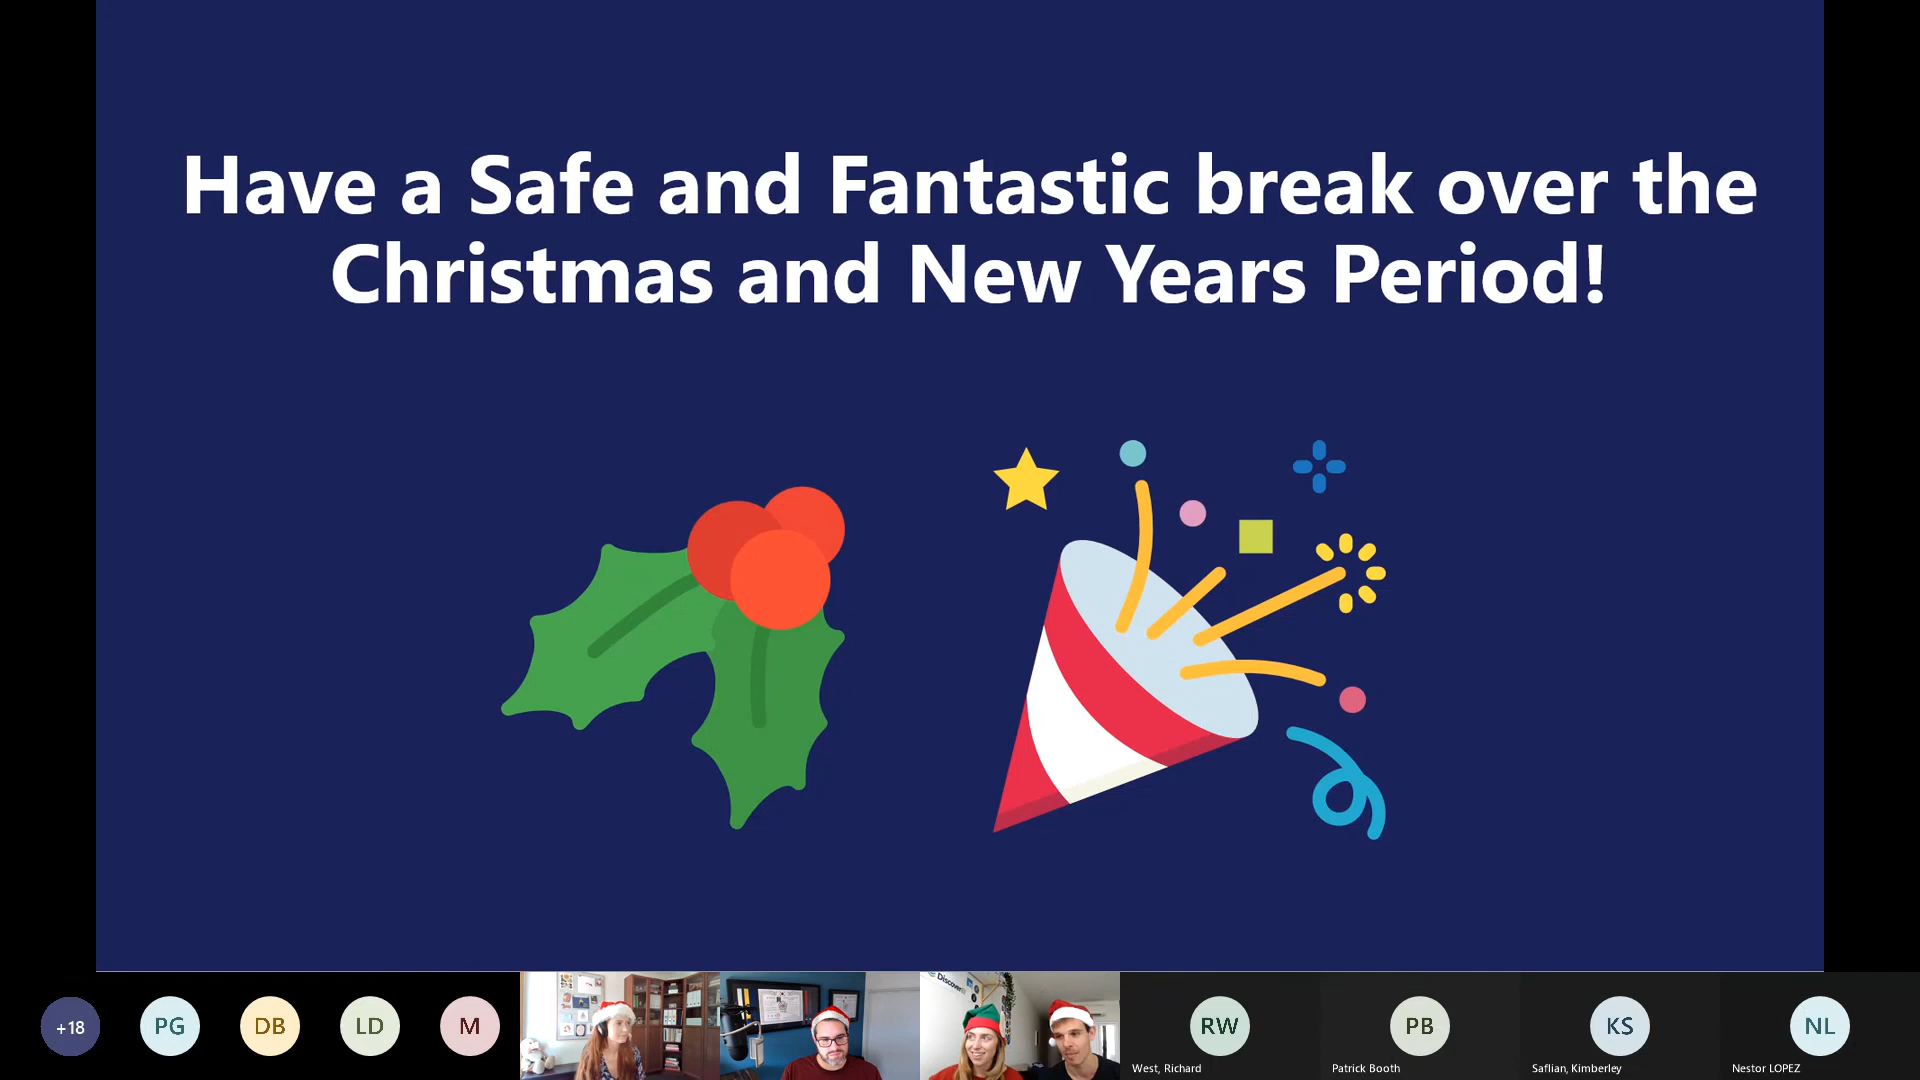 Have a Safe and Fantastic break over the
Christmas and New Years Period!
+18
PG
DB
LD
M
Discover
RW
West, Richard
PB
Patrick Booth
KS
Saflian, Kimberley
NL
Nestor LOPEZ